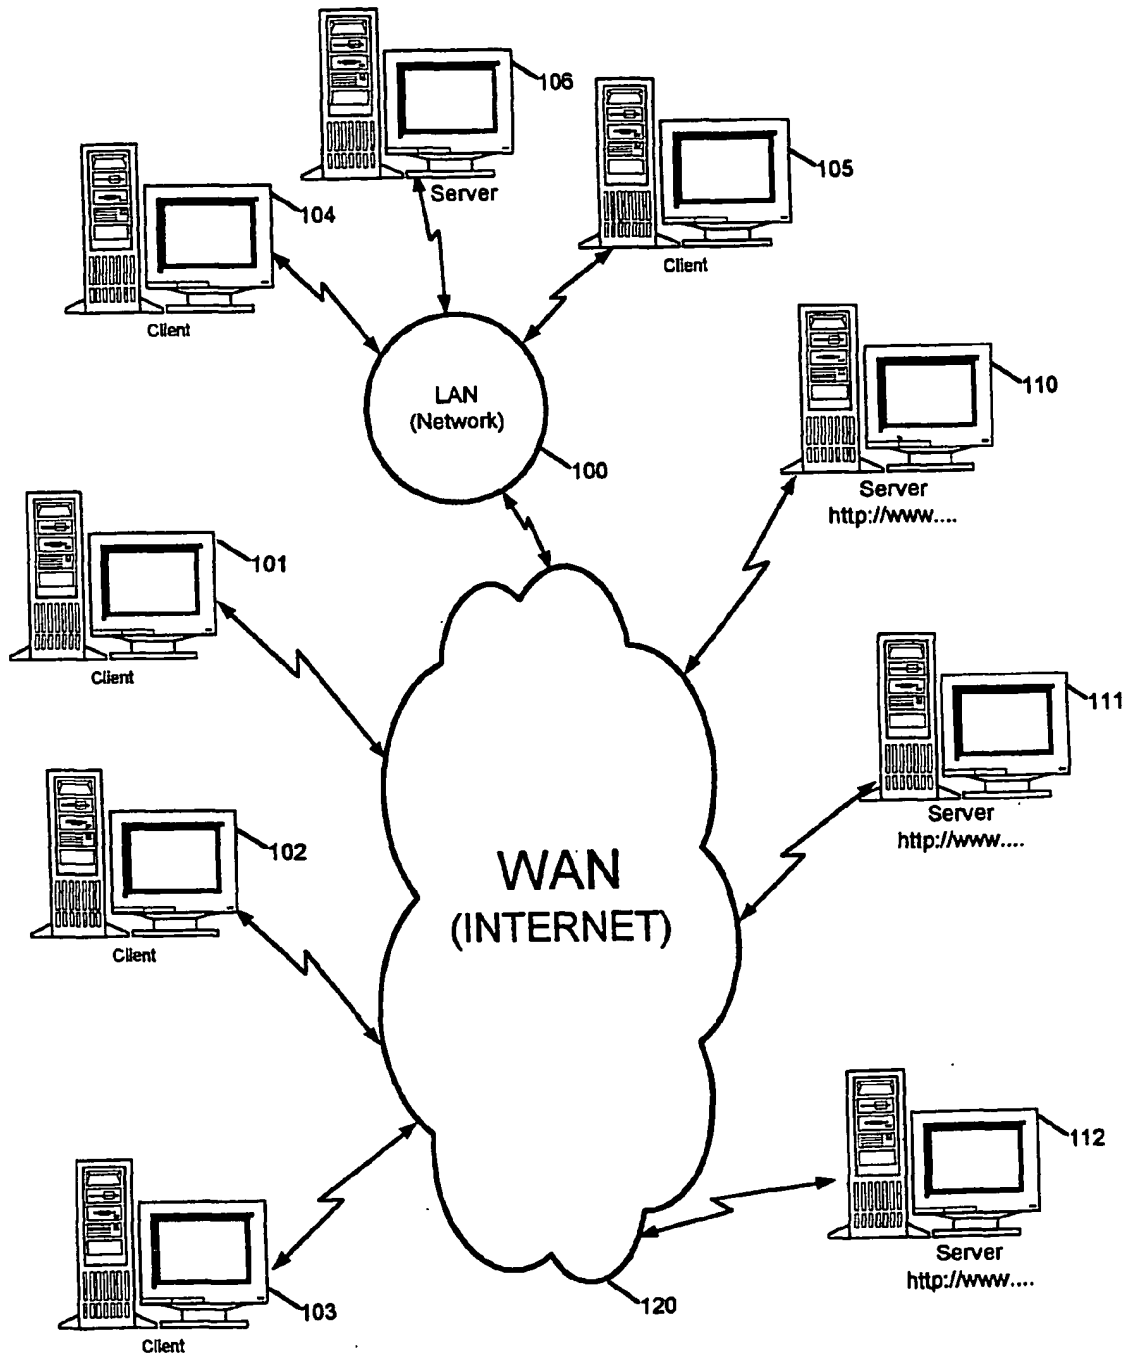 106
Server
105
Client
104
Client
LAN
(Network)
100
110
Server
http://www....
101
Client
111
Server
http://www....
102
Client
WAN
(INTERNET)
112
Server
http://www....
103
Client
120